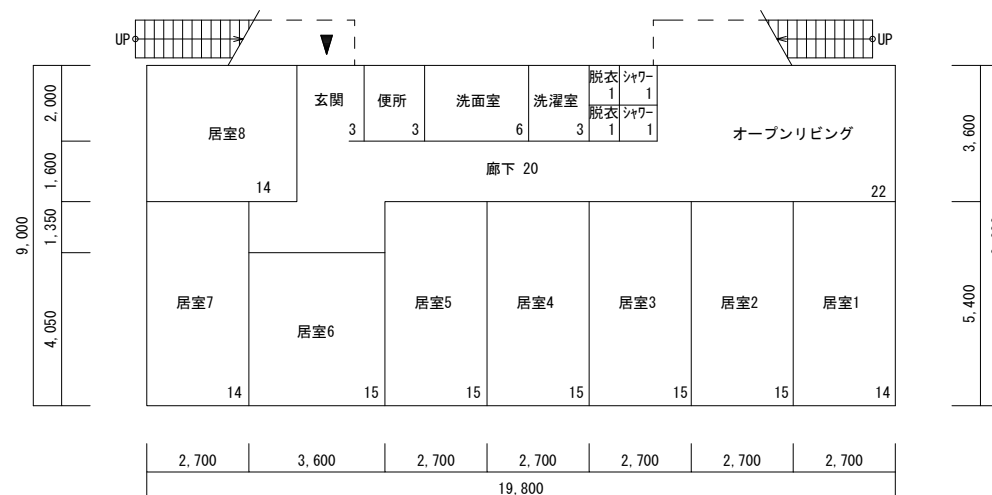 UP
UP
脱衣
1
シャワー
1
玄関
3
便所
3
洗面室
6
洗濯室
3
脱衣
1
シャワー
1
居室8
14
オープンリビング
22
廊下 20
居室7
14
居室6
15
居室5
15
居室4
15
居室3
15
居室2
15
居室1
14
9,000
2,000
1,600
1,350
4,050
3,600
5,400
2,700
3,600
2,700
2,700
2,700
2,700
2,700
19,800